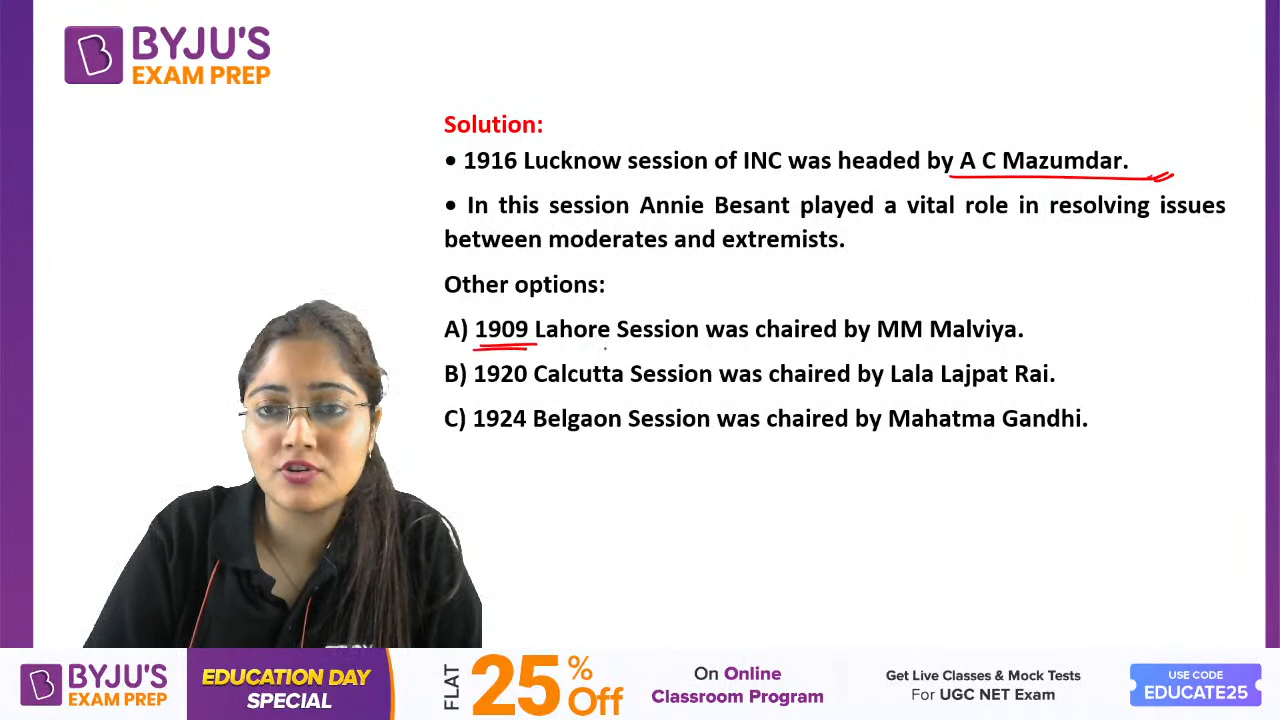 BYJU'S
EXAM PREP
Solution:
• 1916 Lucknow session of INC was headed by A C Mazumdar.
• In this session Annie Besant played a vital role in resolving issues
between moderates and extremists.
Other options:
A) 1909 Lahore Session was chaired by MM Malviya.
B) 1920 Calcutta Session was chaired by Lala Lajpat Rai.
C) 1924 Belgaon Session was chaired by Mahatma Gandhi.
BYJU'S
EXAM PREP
EDUCATION DAY
SPECIAL
FLAT
25% Off
On Online
Classroom Program
Get Live Classes & Mock Tests
For UGC NET Exam
USE CODE
EDUCATE25